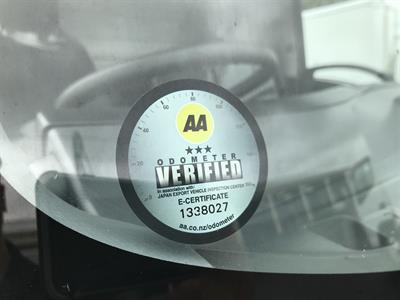 AA
ODOMETER
VERIFIED
in association with
JAPAN EXPORT VEHICLE INSPECTION CENTER
E-CERTIFICATE
1338027
aa.co.nz/odometer